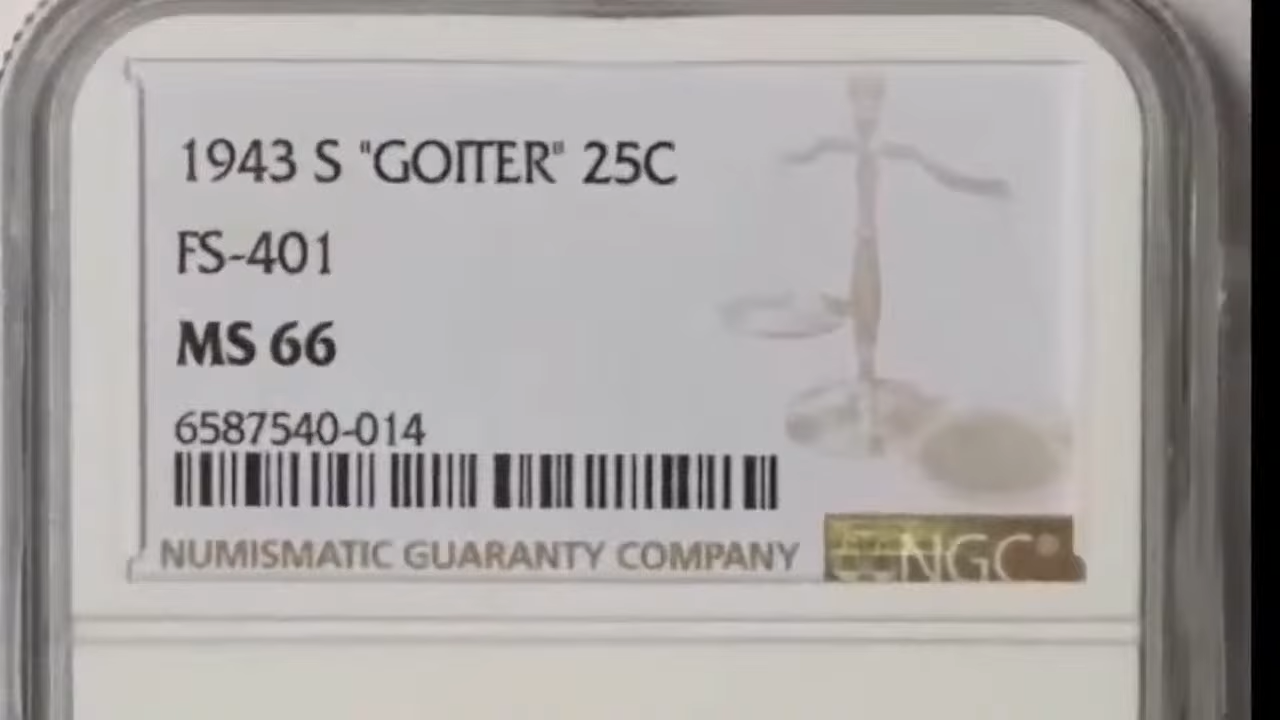 1943 S "GOITER" 25C
FS-401
MS 66
6587540-014
NUMISMATIC GUARANTY COMPANY
NGC